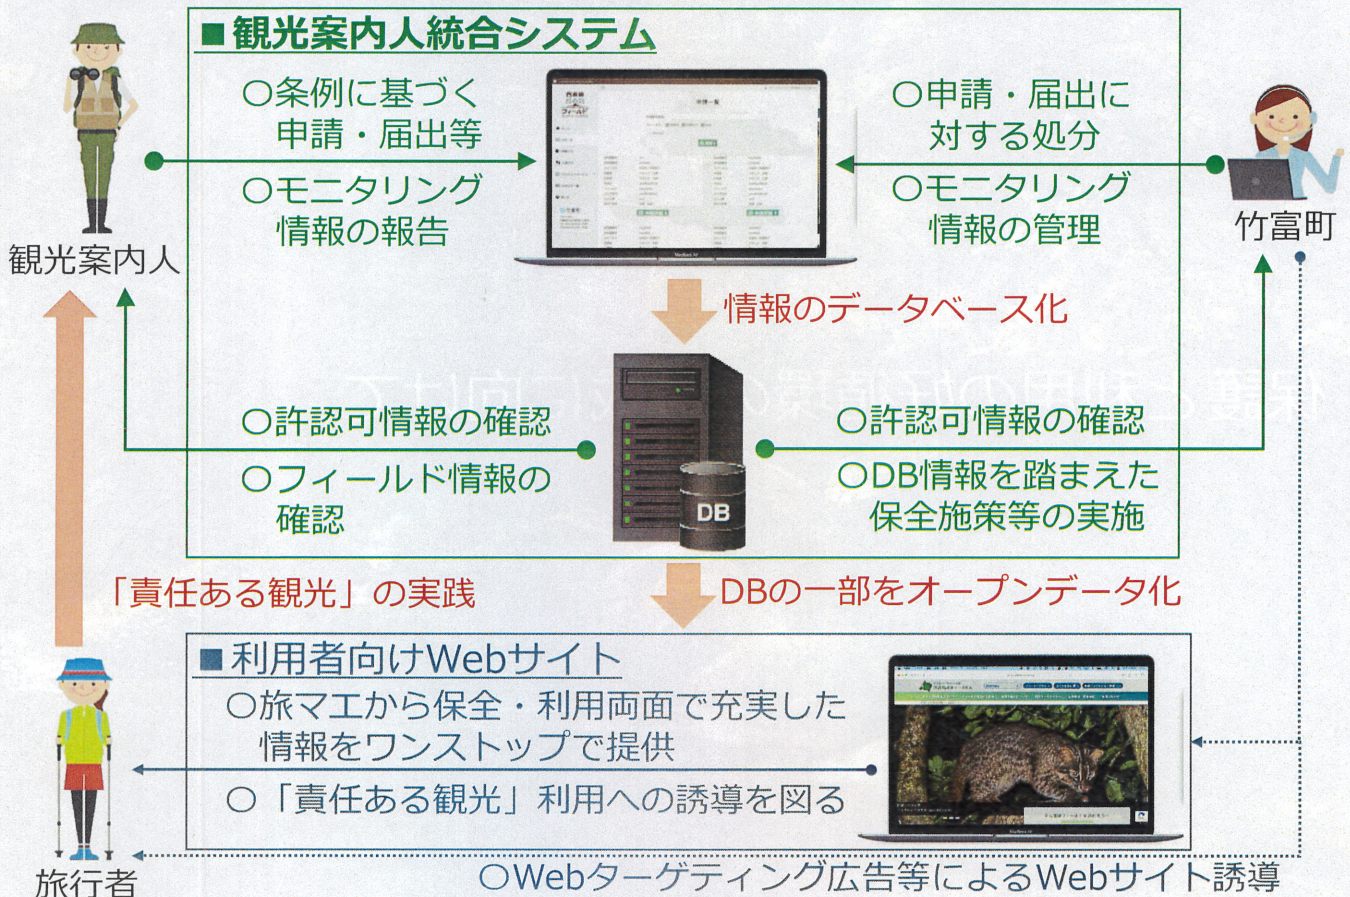 ■観光案内人統合システム
○条例に基づく
申請・届出等
○モニタリング
情報の報告
観光案内人
申請一覧
○申請・届出に
対する処分
○モニタリング
情報の管理
竹富町
情報のデータベース化
○許認可情報の確認
○フィールド情報の
確認
DB
○許認可情報の確認
○DB情報を踏まえた
保全施策等の実施
「責任ある観光」の実践
DBの一部をオープンデータ化
■利用者向けWebサイト
○旅マエから保全・利用両面で充実した
情報をワンストップで提供
○「責任ある観光」利用への誘導を図る
旅行者
○Webターゲティング広告等によるWebサイト誘導